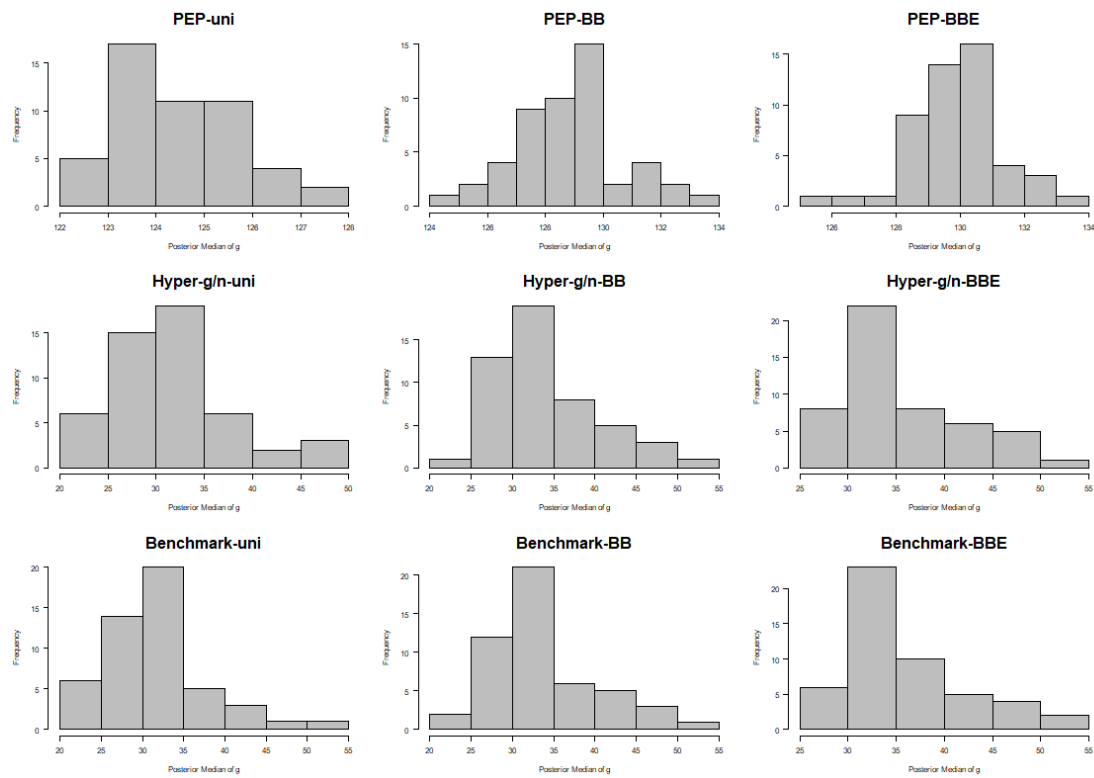 PEP-uni PEP-BB PEP-BBE
Frequency 0 5 10 15 Frequency 0 5 10 15 Frequency 0 5 10 15
122 123 124 125 126 127 128 124 126 128 130 132 134 126 128 130 132 134
Posterior Median of g Posterior Median of g Posterior Median of g
Hyper-g/n-uni Hyper-g/n-BB Hyper-g/n-BBE
Frequency 0 5 10 15 Frequency 0 5 10 15 Frequency 0 5 10 15 20
20 25 30 35 40 45 50 20 25 30 35 40 45 50 55 25 30 35 40 45 50 55
Posterior Median of g Posterior Median of g Posterior Median of g
Benchmark-uni Benchmark-BB Benchmark-BBE
Frequency 0 5 10 15 20 Frequency 0 5 10 15 20 Frequency 0 5 10 15 20
20 25 30 35 40 45 50 55 20 25 30 35 40 45 50 55 25 30 35 40 45 50 55
Posterior Median of g Posterior Median of g Posterior Median of g